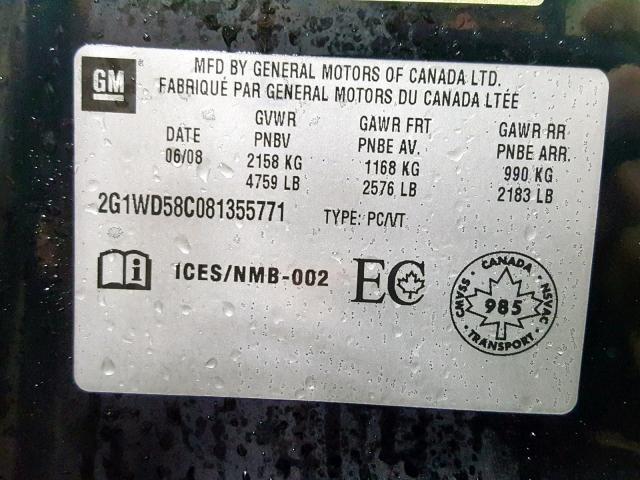 GM
MFD BY GENERAL MOTORS OF CANADA LTD.
FABRIQUÉ PAR GENERAL MOTORS DU CANADA LTÉE
DATE
06/08
GVWR
PNBV
2158 KG
4759 LB
GAWR FRT
PNBE AV.
1168 KG
2576 LB
GAWR RR
PNBE ARR.
990 KG
2183 LB
2G1WD58C081355771 TYPE: PC/VT
ICES/NMB-002 EC
CANADA
CMVSS
NSVAC
985
TRANSPORT